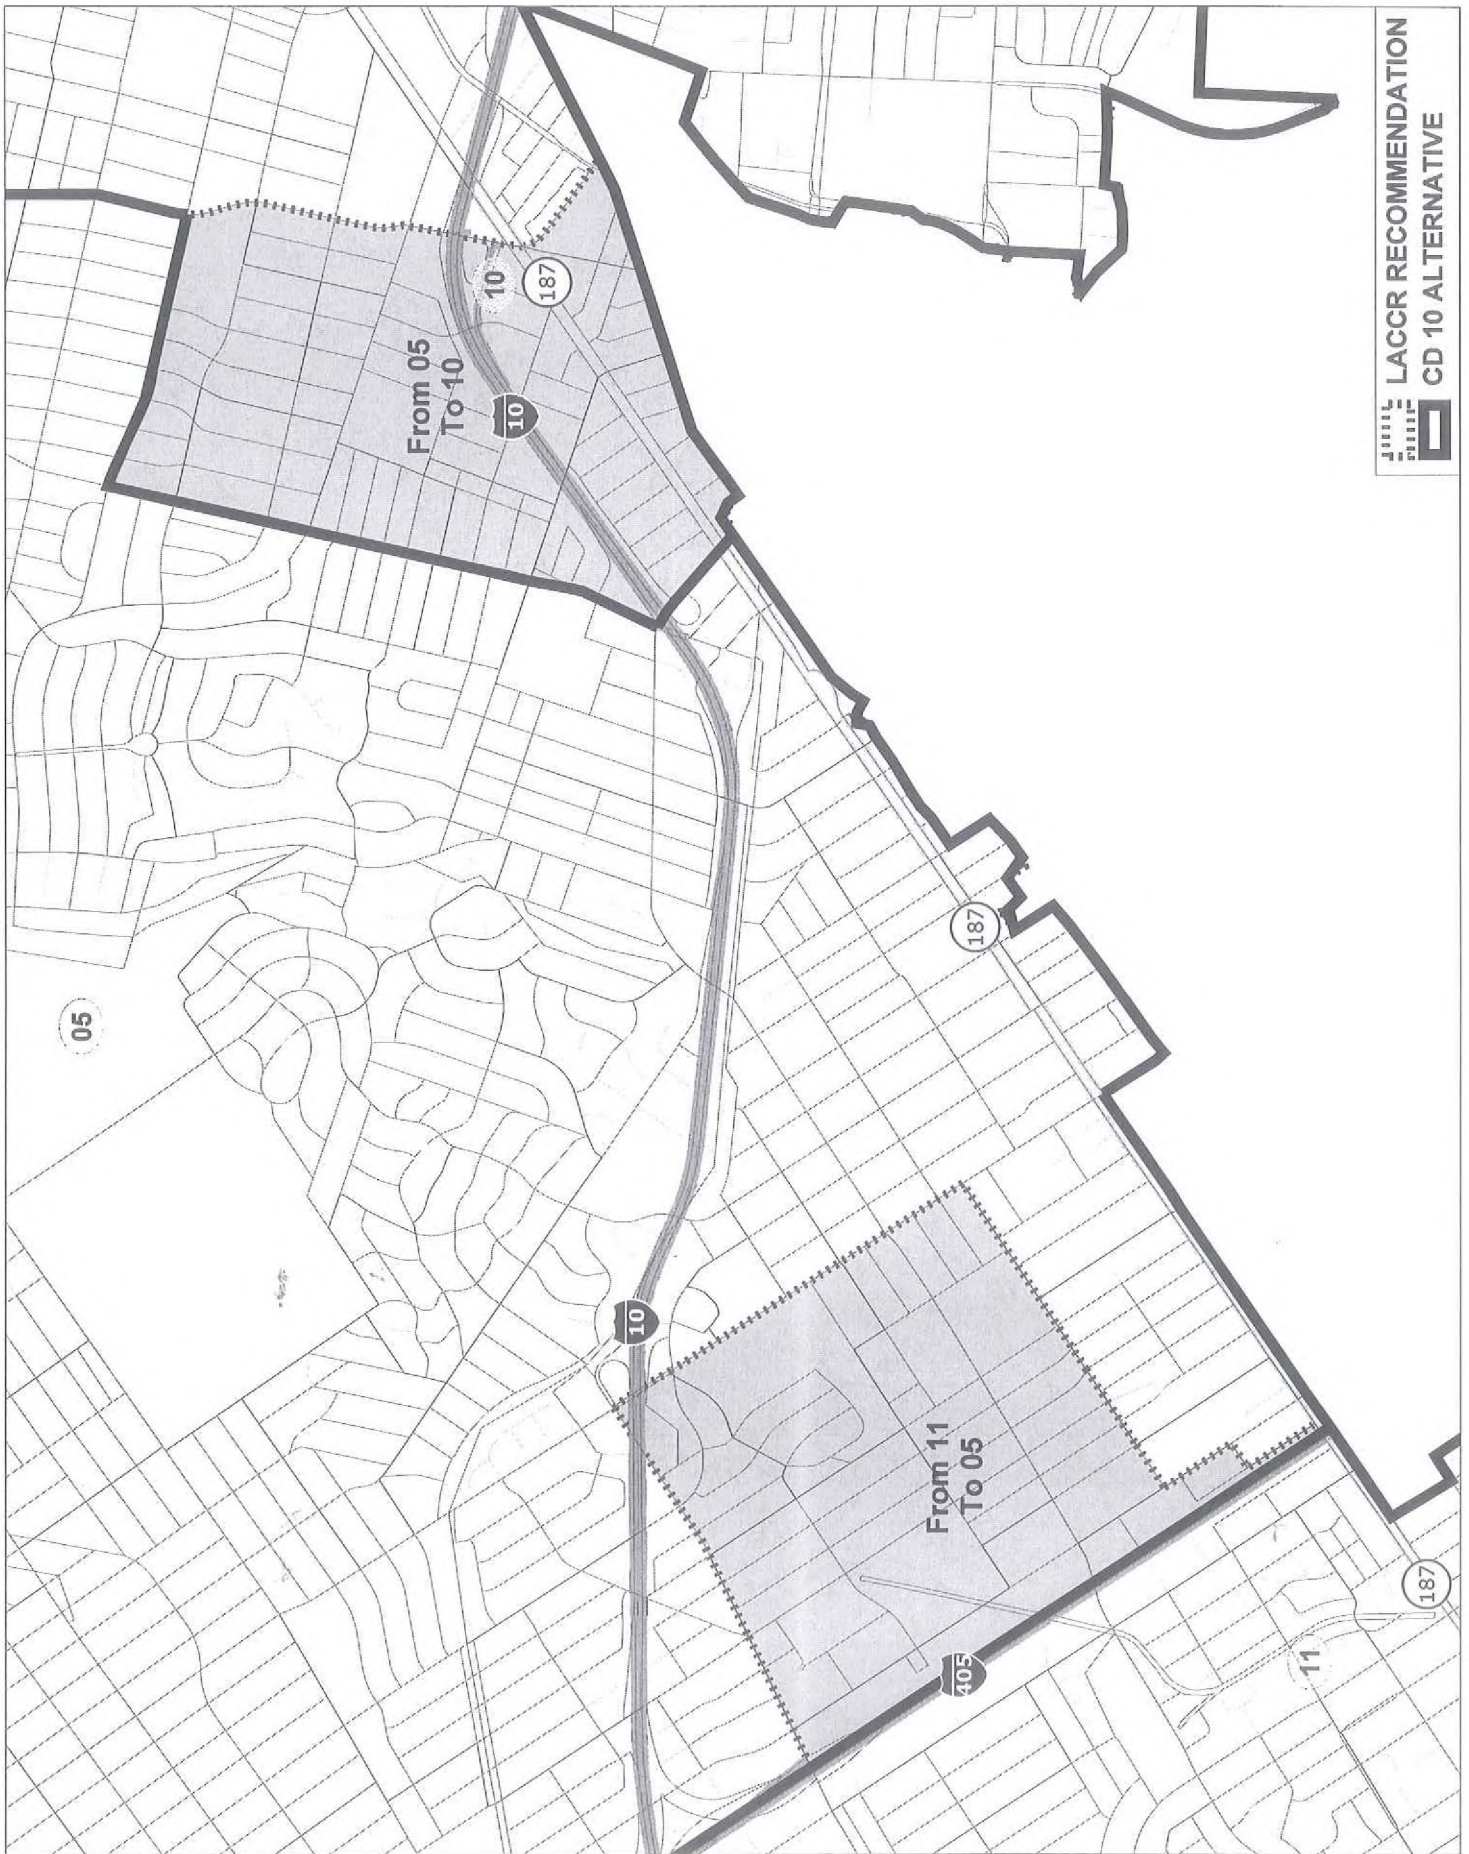 LACCR RECOMMENDATION
CD 10 ALTERNATIVE
From 05
To 10
10
187
10
05
187
10
From 11
To 05
405
11
187